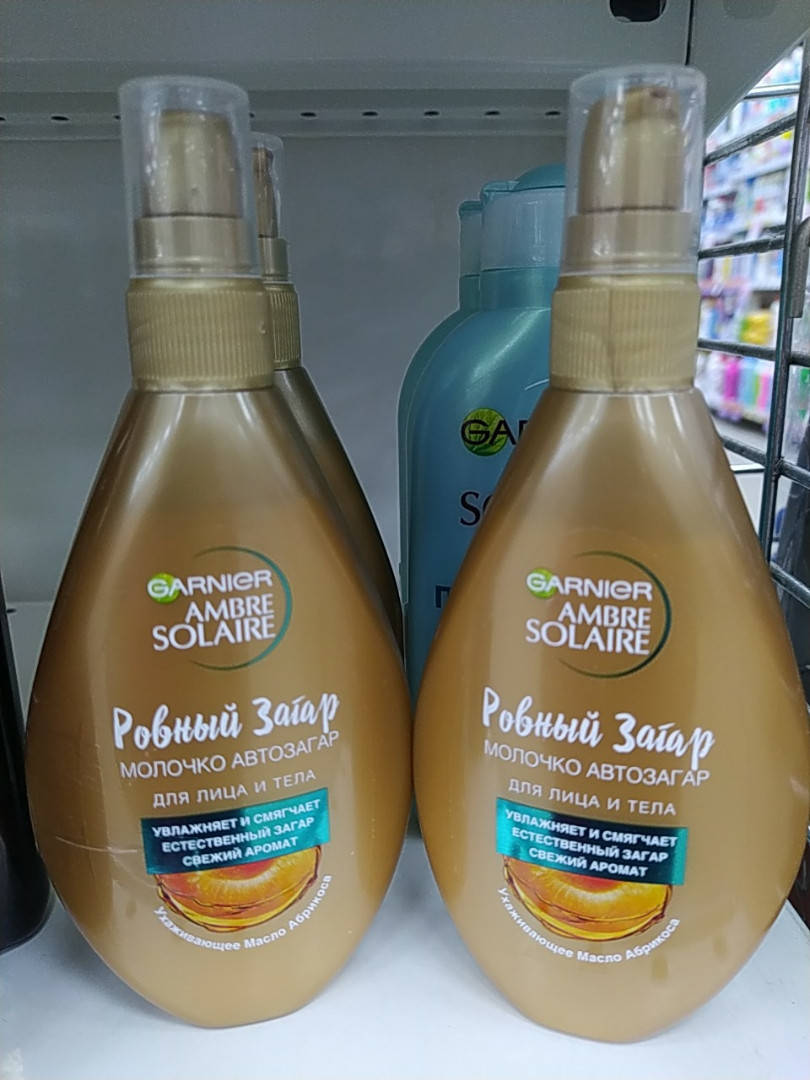 GARNIER
AMBRE
SOLAIRE
Ровный Загар
МОЛОЧКО АВТОЗАГАР
ДЛЯ ЛИЦА И ТЕЛА
УВЛАЖНЯЕТ И СМЯГЧАЕТ
ЕСТЕСТВЕННЫЙ ЗАГАР
СВЕЖИЙ АРОМАТ
Ухаживающее Масло Абрикоса
GARNIER
AMBRE
SOLAIRE
Ровный Загар
МОЛОЧКО АВТОЗАГАР
ДЛЯ ЛИЦА И ТЕЛА
УВЛАЖНЯЕТ И СМЯГЧАЕТ
ЕСТЕСТВЕННЫЙ ЗАГАР
СВЕЖИЙ АРОМАТ
Ухаживающее Масло Абрикоса